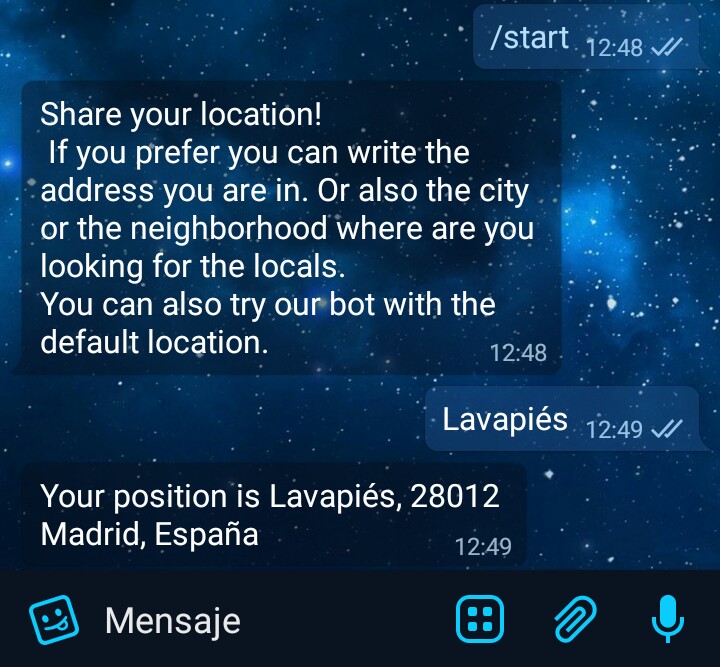 /start 12:48
Share your location!
If you prefer you can write the
address you are in. Or also the city
or the neighborhood where are you
looking for the locals.
You can also try our bot with the
default location.
12:48
Lavapiés 12:49
Your position is Lavapiés, 28012
Madrid, España
12:49
Mensaje